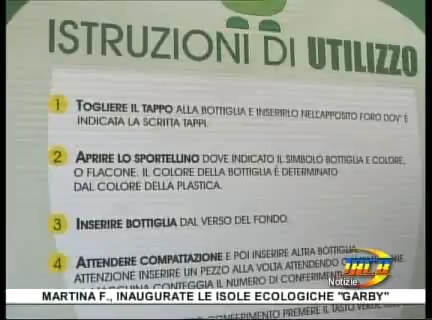 ISTRUZIONI DI UTILIZZO
1 TOGLIERE IL TAPPO ALLA BOTTIGLIA E INSERIRLO NELL'APPOSITO FORO DOV'È
INDICATA LA SCRITTA TAPPI.
2 APRIRE LO SPORTELLINO DOVE INDICATO IL SIMBOLO BOTTIGLIA E COLORE,
O FLACONE. IL COLORE DELLA BOTTIGLIA È DETERMINATO
DAL COLORE DELLA PLASTICA.
3 INSERIRE BOTTIGLIA DAL VERSO DEL FONDO.
4 ATTENDERE COMPATTAZIONE E POI INSERIRE ALTRA BOTTIGLIA
ATTENZIONE INSERIRE UN PEZZO ALLA VOLTA ATTENDENDO
CONTEGGIA IL NUMERO DI
Notizie
MARTINA F., INAUGURATE LE ISOLE ECOLOGICHE "GARBY"
CONFERIMENTO PREMERE IL TASTO VERDE